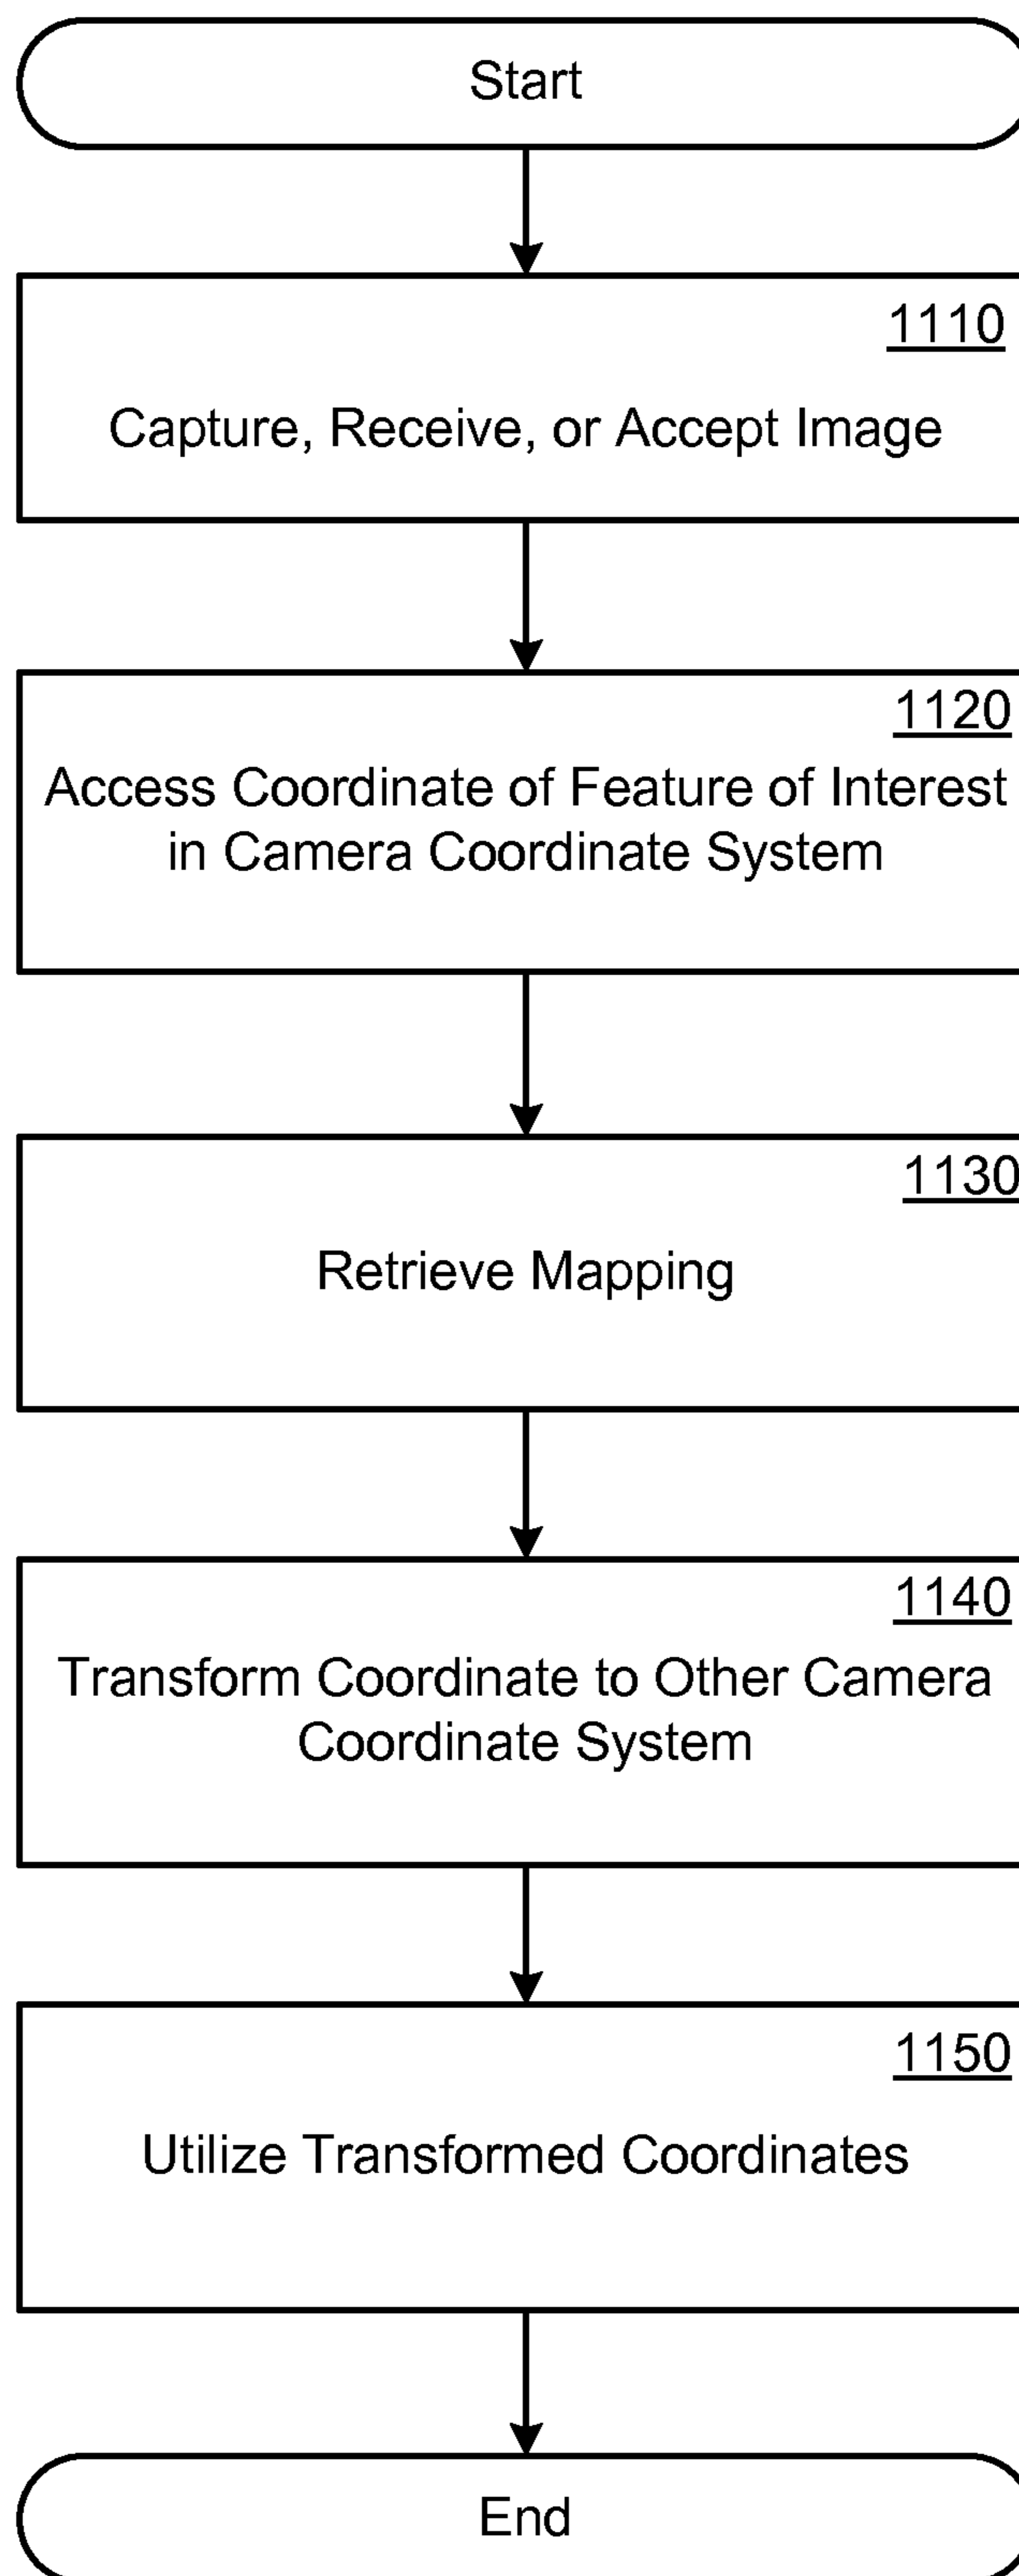 Start
1110
Capture, Receive, or Accept Image
1120
Access Coordinate of Feature of Interest
in Camera Coordinate System
1130
Retrieve Mapping
1140
Transform Coordinate to Other Camera
Coordinate System
1150
Utilize Transformed Coordinates
End